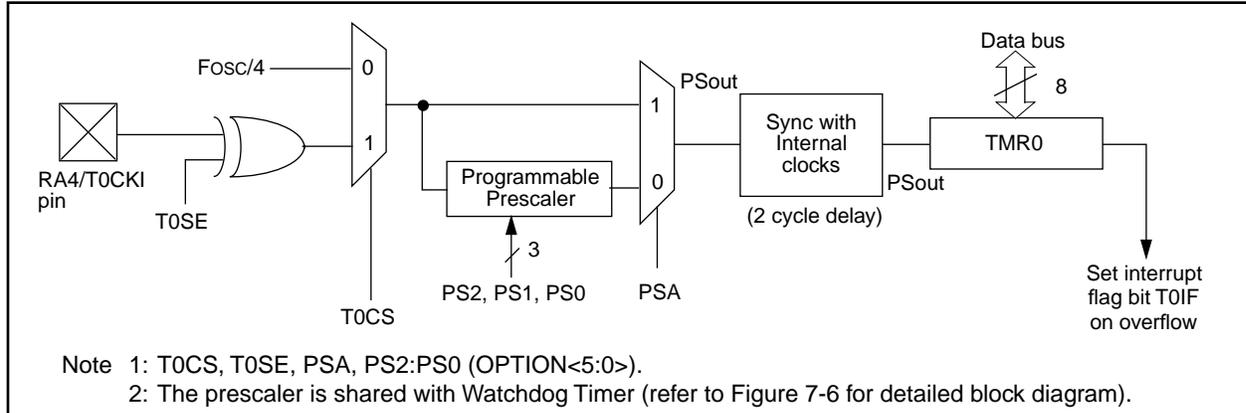 Data bus
8
FOSC/4
0
PSout
1
1
Sync with
Internal
clocks
TMR0
RA4/T0CKI
pin
Programmable
Prescaler
0
PSout
T0SE
(2 cycle delay)
3
PS2, PS1, PS0
PSA
T0CS
Set interrupt
flag bit T0IF
on overflow
Note 1: T0CS, T0SE, PSA, PS2:PS0 (OPTION<5:0>).
2: The prescaler is shared with Watchdog Timer (refer to Figure 7-6 for detailed block diagram).